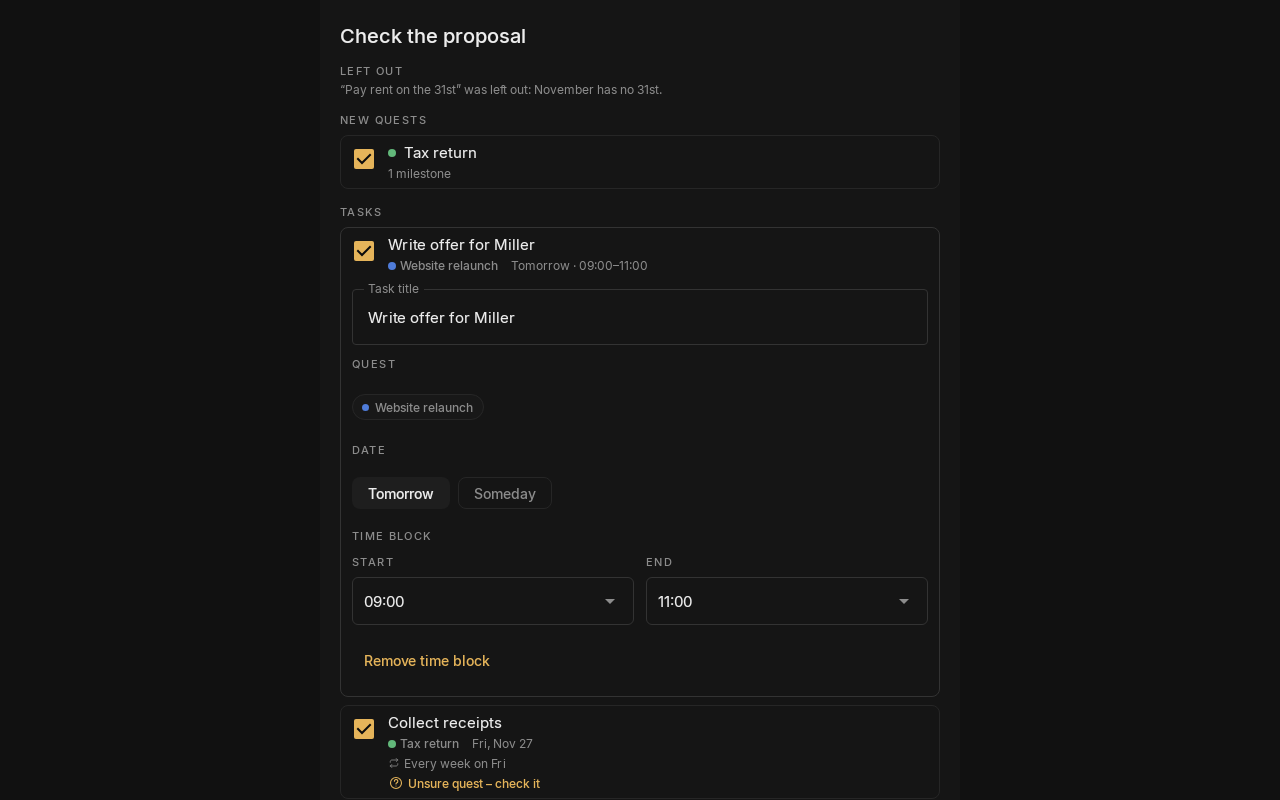 Check the proposal
LEFT OUT
“Pay rent on the 31st” was left out: November has no 31st.
NEW QUESTS
Tax return
1 milestone
TASKS
Write offer for Miller
Website relaunch Tomorrow · 09:00–11:00
Task title
Write offer for Miller
QUEST
Website relaunch
DATE
Tomorrow Someday
TIME BLOCK
START END
09:00 11:00
Remove time block
Collect receipts
Tax return Fri, Nov 27
Every week on Fri
Unsure quest – check it